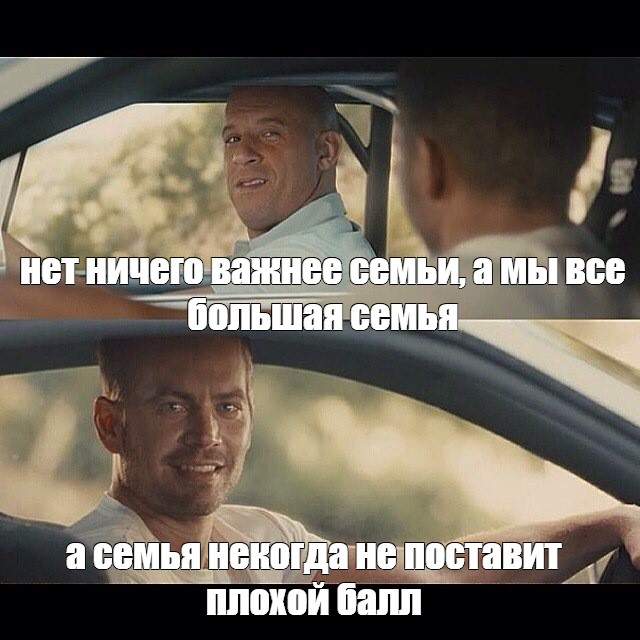 нет ничего важнее семьи, а мы все
большая семья
а семья некогда не поставит
плохой балл